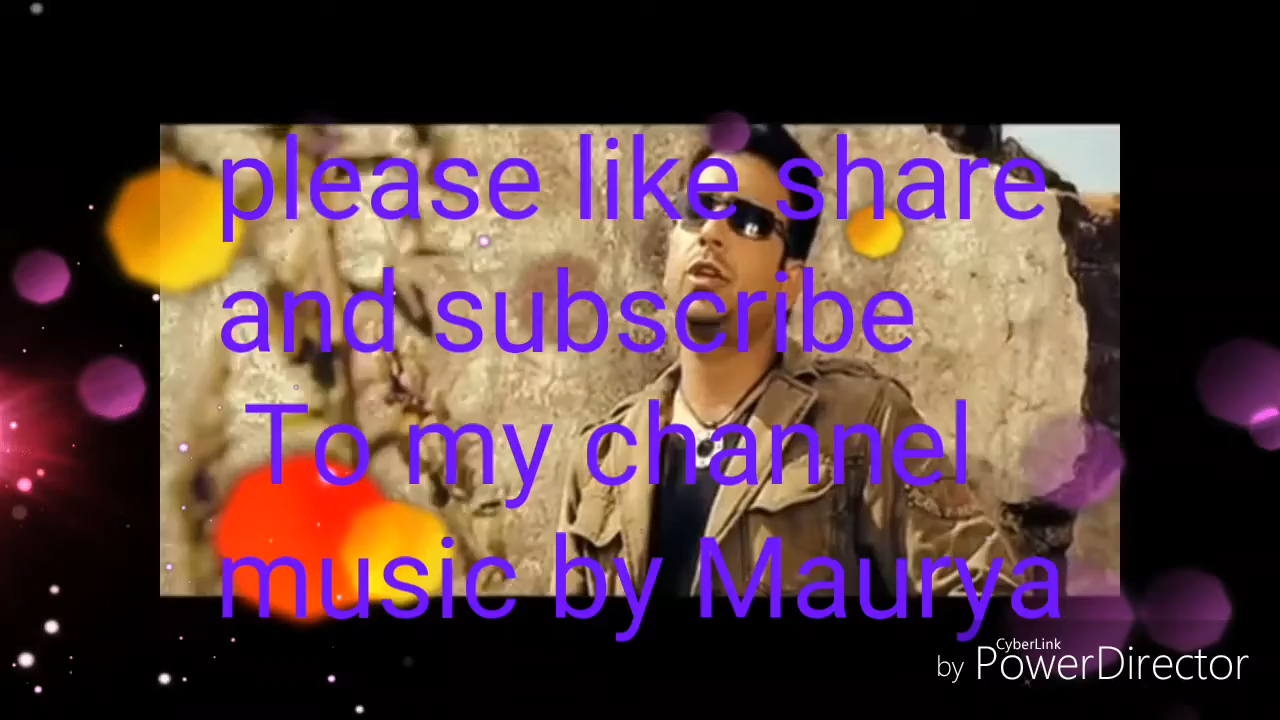 please like share
and subscribe
To my channel
music by Maurya
CyberLink
by PowerDirector